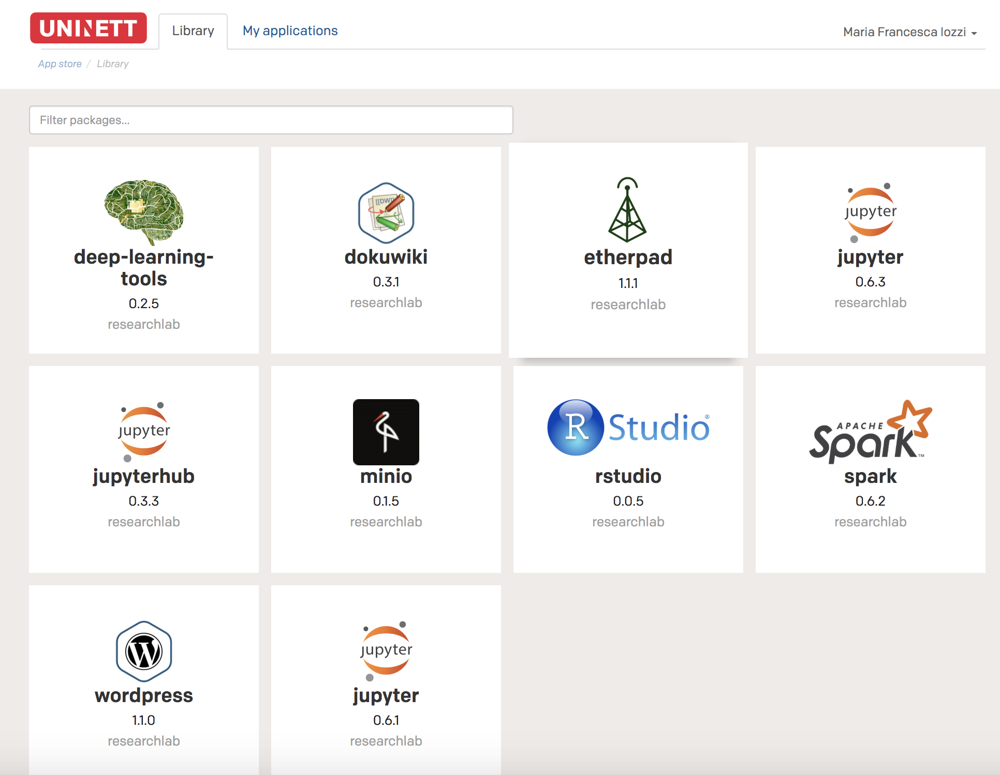 UNINETT
Library
My applications
Maria Francesca Iozzi
App store / Library
Filter packages...
[[DW]]
deep-learning-
tools
0.2.5
researchlab
dokuwiki
0.3.1
researchlab
etherpad
1.1.1
researchlab
jupyter
jupyter
0.6.3
researchlab
jupyter
jupyterhub
0.3.3
researchlab
minio
0.1.5
researchlab
R Studio®
rstudio
0.0.5
researchlab
APACHE
Spark™
spark
0.6.2
researchlab
W
wordpress
1.1.0
researchlab
jupyter
jupyter
0.6.1
researchlab